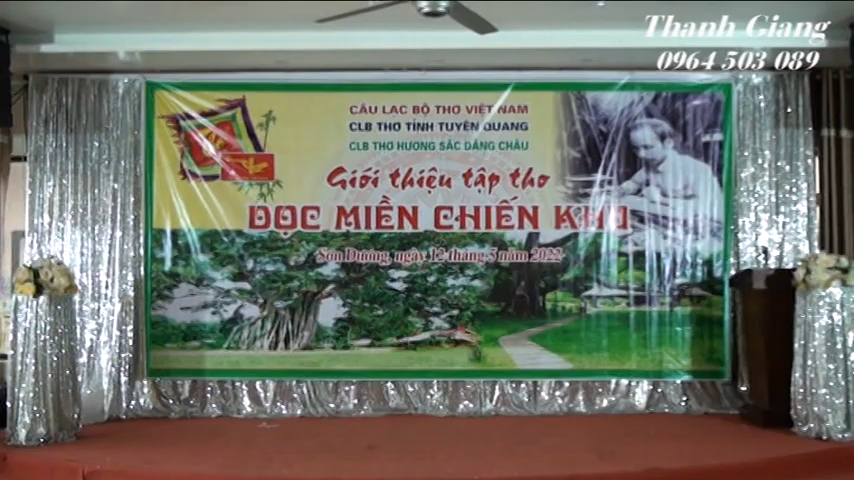 Thanh Giang
0964 503 089
CÂU LẠC BỘ THƠ VIỆT NAM
CLB THƠ TỈNH TUYÊN QUANG
CLB THƠ HƯƠNG SẮC DÁNG CHÂU
Giới thiệu tập thơ
DỌC MIỀN CHIẾN KHU
Sơn Dương, ngày 12 tháng 5 năm 2022